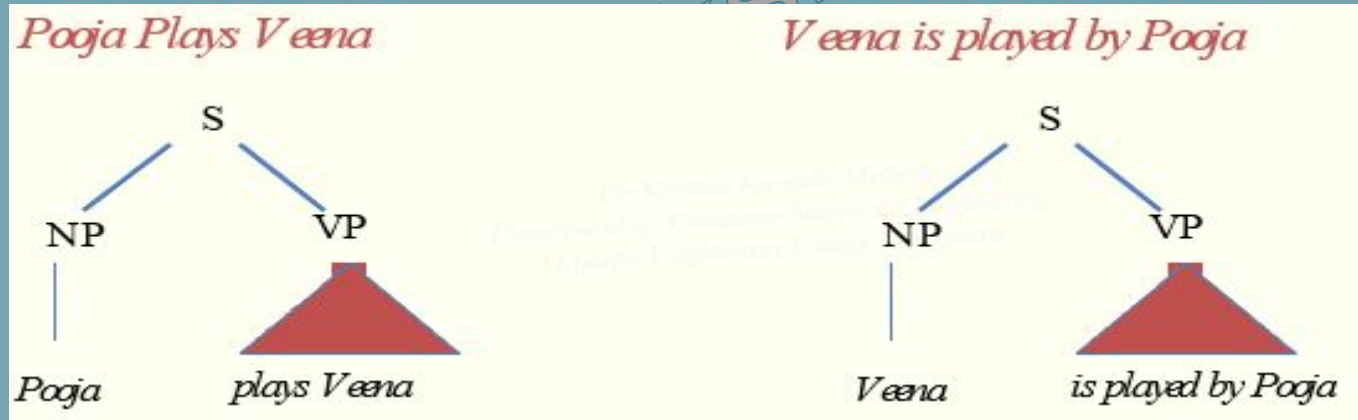 Pooja Plays Veena
Veena is played by Pooja
S
S
NP
VP
NP
VP
Pooja
plays Veena
Veena
is played by Pooja